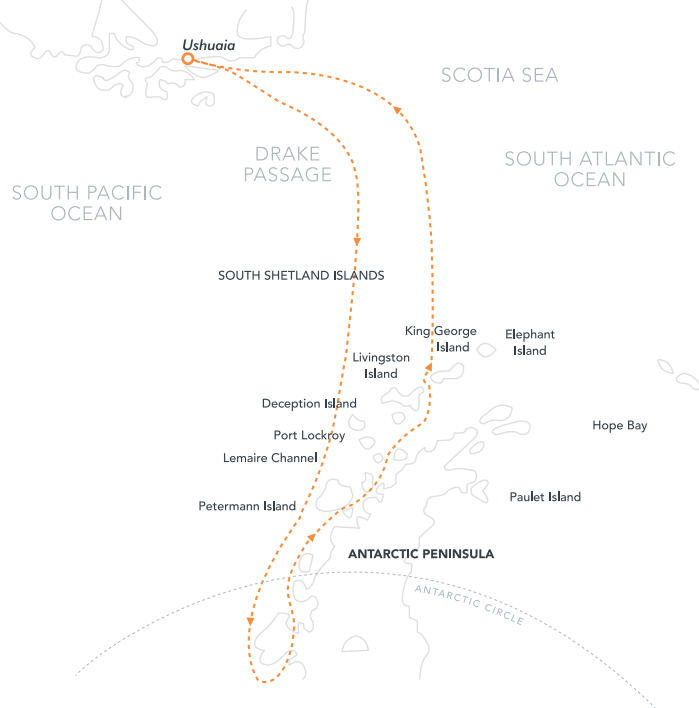 Ushuaia
SCOTIA SEA
DRAKE
PASSAGE
SOUTH ATLANTIC
OCEAN
SOUTH PACIFIC
OCEAN
SOUTH SHETLAND ISLANDS
King George
Island
Elephant
Island
Livingston
Island
Deception Island
Hope Bay
Port Lockroy
Lemaire Channel
Paulet Island
Petermann Island
ANTARCTIC PENINSULA
ANTARCTIC CIRCLE